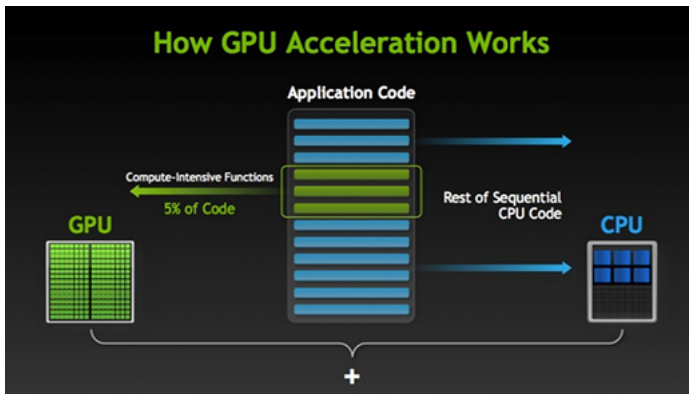 How GPU Acceleration Works
Application Code
Compute-Intensive Functions
5% of Code
Rest of Sequential
CPU Code
GPU
CPU
+